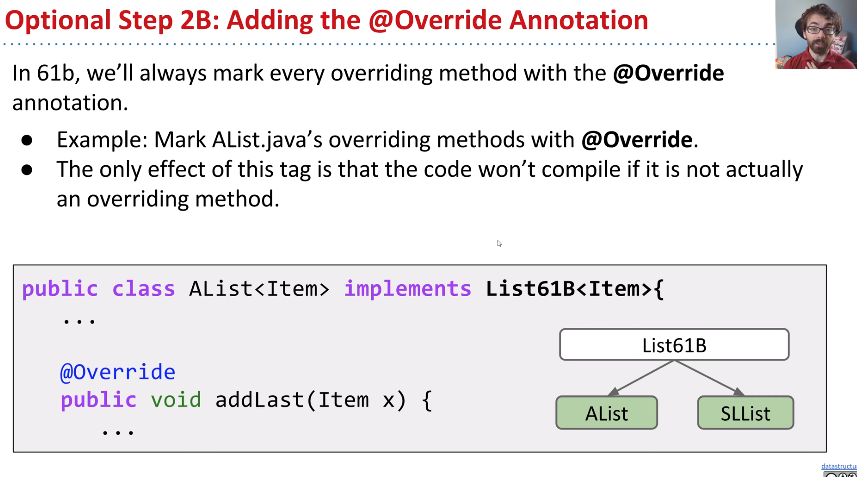 Optional Step 2B: Adding the @Override Annotation
In 61b, we'll always mark every overriding method with the @Override
annotation.
● Example: Mark AList.java's overriding methods with @Override.
● The only effect of this tag is that the code won't compile if it is not actually
an overriding method.
public class AList<Item> implements List61B<Item>{
...
@Override
public void addLast(Item x) {
...
List61B
AList
SLList
datastructur